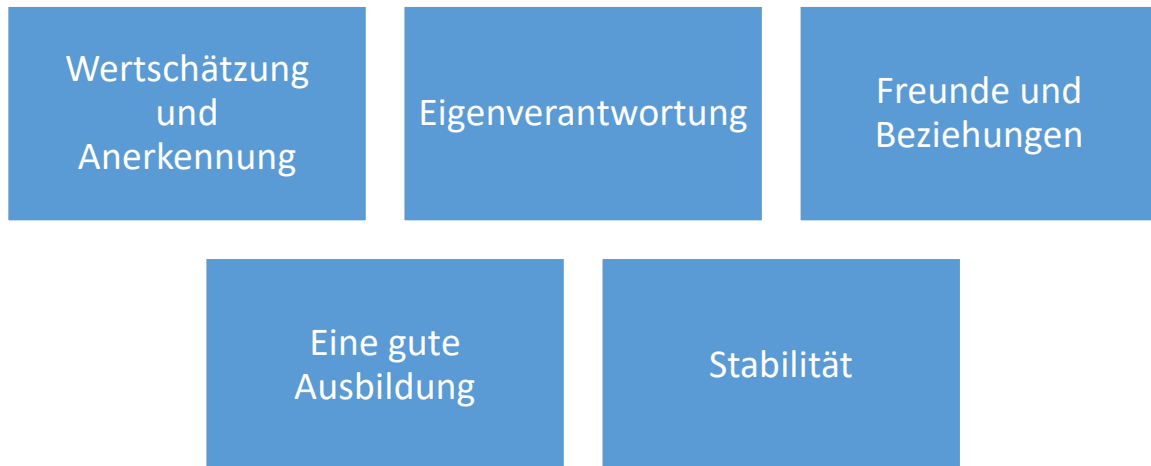 Wertschätzung
und
Anerkennung
Eigenverantwortung
Freunde und
Beziehungen
Eine gute
Ausbildung
Stabilität